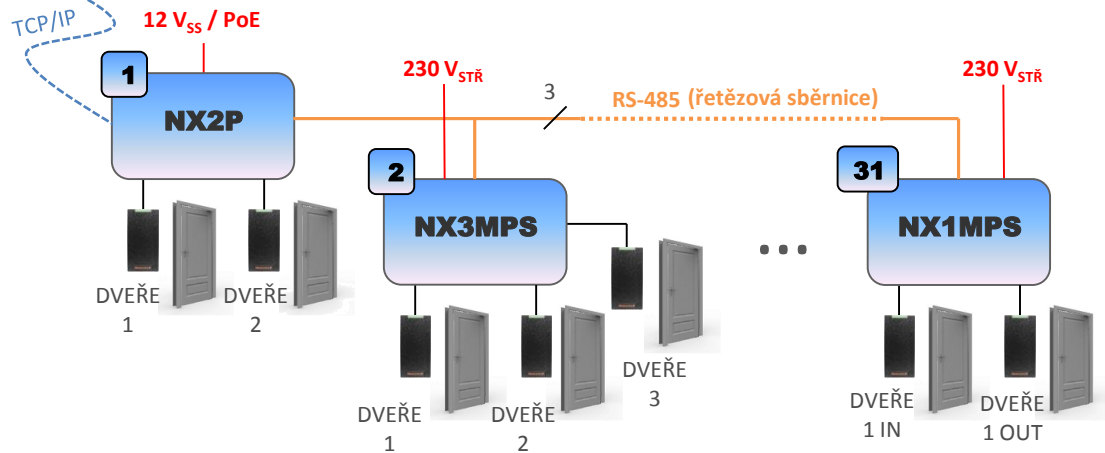 TCP/IP
12 VSS / PoE
1
NX2P
DVEŘE
1
DVEŘE
2
230 VSTŘ
3
RS-485 (řetězová sběrnice)
230 VSTŘ
2
NX3MPS
DVEŘE
1
DVEŘE
2
DVEŘE
3
...
31
NX1MPS
DVEŘE
1 IN
DVEŘE
1 OUT